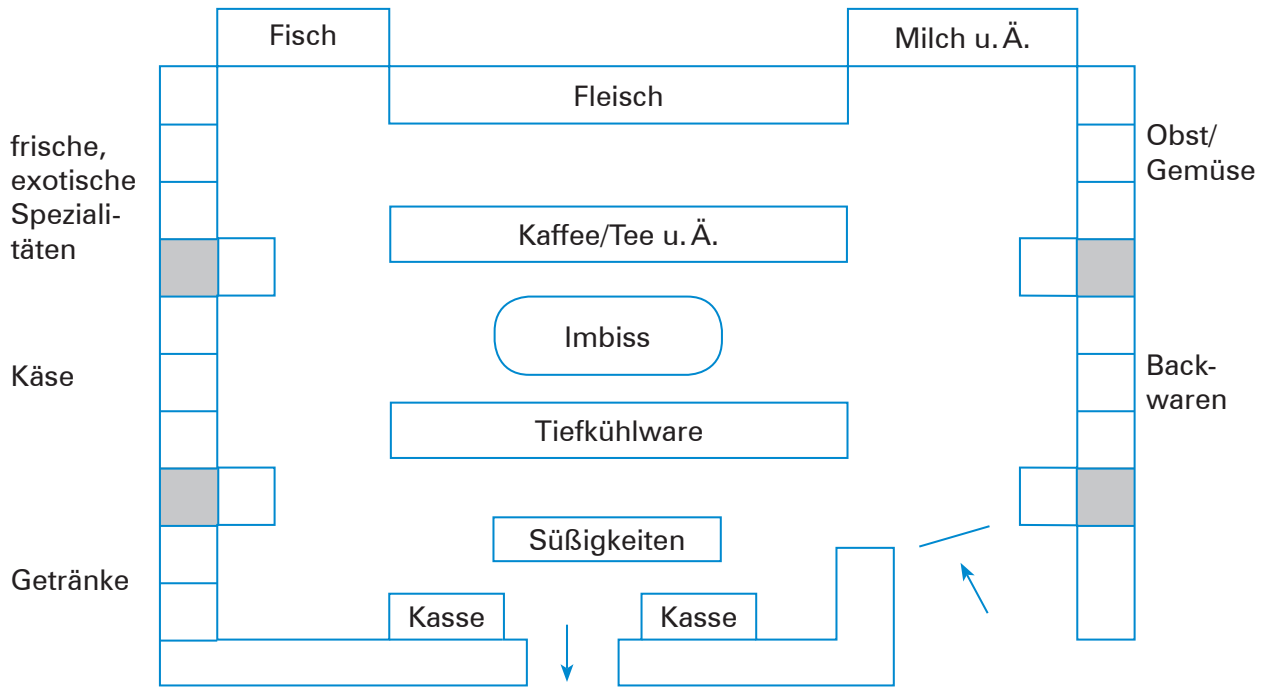 Fisch
Milch u. Ä.
Fleisch
frische,
exotische
Speziali-
täten
Obst/
Gemüse
Kaffee/Tee u. Ä.
Imbiss
Käse
Back-
waren
Tiefkühlware
Süßigkeiten
Getränke
Kasse
Kasse